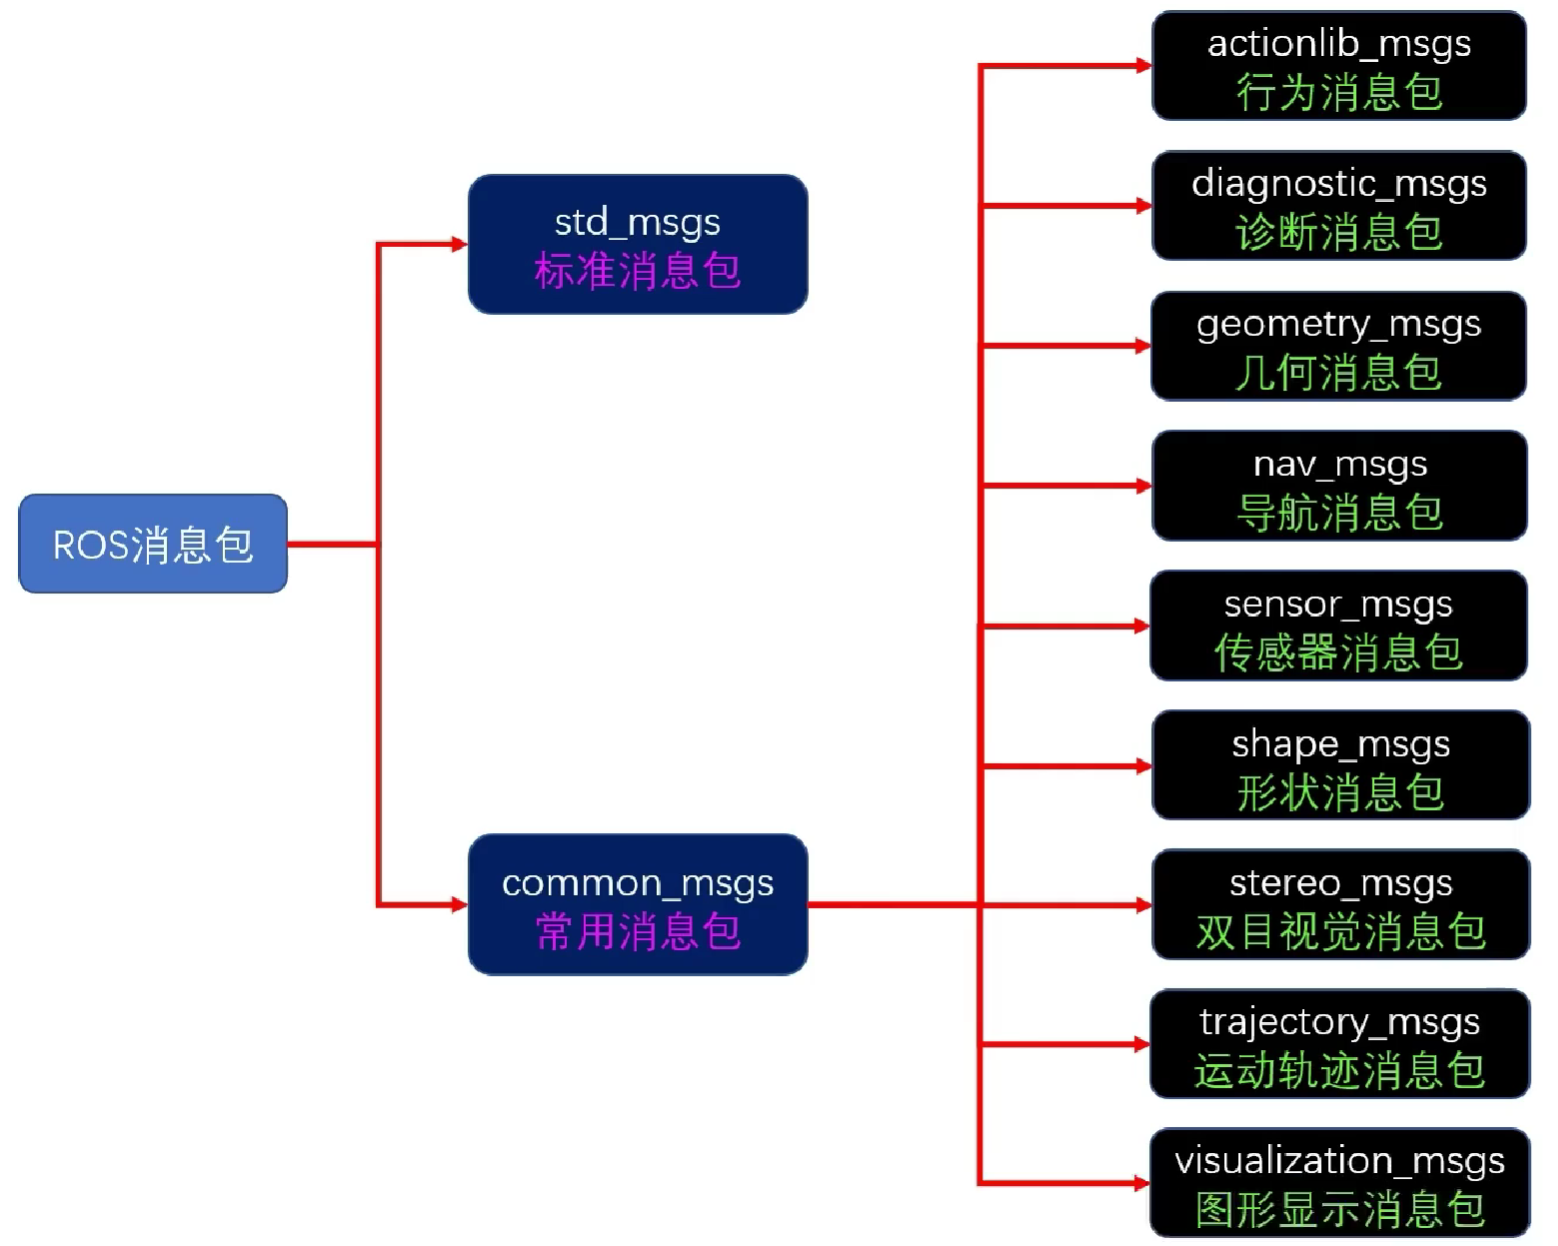 ROS消息包
std_msgs
标准消息包
common_msgs
常用消息包
actionlib_msgs
行为消息包
diagnostic_msgs
诊断消息包
geometry_msgs
几何消息包
nav_msgs
导航消息包
sensor_msgs
传感器消息包
shape_msgs
形状消息包
stereo_msgs
双目视觉消息包
trajectory_msgs
运动轨迹消息包
visualization_msgs
图形显示消息包